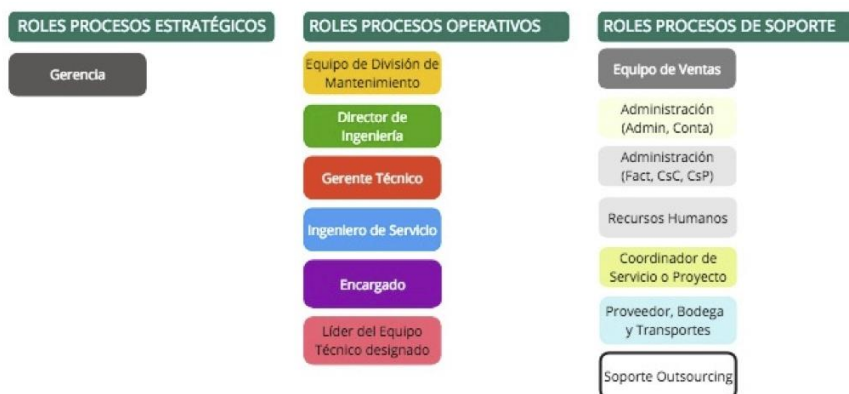 ROLES PROCESOS ESTRATÉGICOS
Gerencia
ROLES PROCESOS OPERATIVOS
Equipo de División de
Mantenimiento
Director de
Ingeniería
Gerente Técnico
Ingeniero de Servicio
Encargado
Líder del Equipo
Técnico designado
ROLES PROCESOS DE SOPORTE
Equipo de Ventas
Administración
(Admin, Conta)
Administración
(Fact, CsC, CsP)
Recursos Humanos
Coordinador de
Servicio o Proyecto
Proveedor, Bodega
y Transportes
Soporte Outsourcing